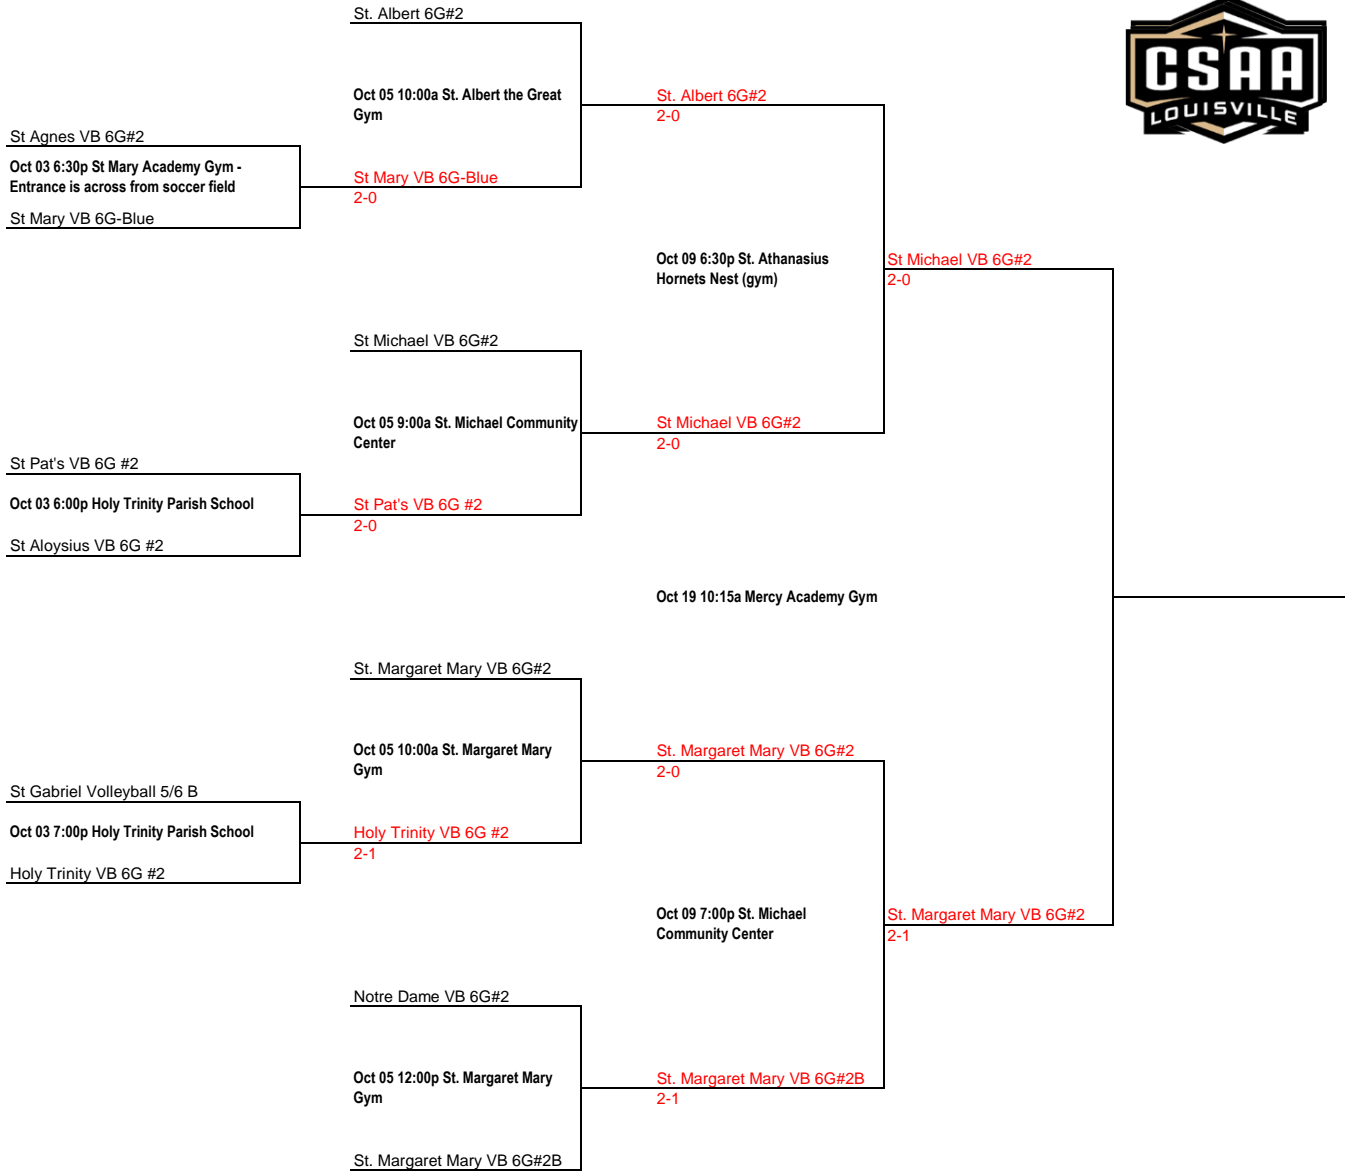 St. Albert 6G#2
CSAA
LOUISVILLE
Oct 05 10:00a St. Albert the Great
Gym
St. Albert 6G#2
2-0
St Agnes VB 6G#2
Oct 03 6:30p St Mary Academy Gym -
Entrance is across from soccer field
St Mary VB 6G-Blue
2-0
St Mary VB 6G-Blue
Oct 09 6:30p St. Athanasius
Hornets Nest (gym)
St Michael VB 6G#2
2-0
St Michael VB 6G#2
Oct 05 9:00a St. Michael Community
Center
St Michael VB 6G#2
2-0
St Pat's VB 6G #2
Oct 03 6:00p Holy Trinity Parish School
St Pat's VB 6G #2
2-0
St Aloysius VB 6G #2
Oct 19 10:15a Mercy Academy Gym
St. Margaret Mary VB 6G#2
Oct 05 10:00a St. Margaret Mary
Gym
St. Margaret Mary VB 6G#2
2-0
St Gabriel Volleyball 5/6 B
Oct 03 7:00p Holy Trinity Parish School
Holy Trinity VB 6G #2
2-1
Holy Trinity VB 6G #2
Oct 09 7:00p St. Michael
Community Center
St. Margaret Mary VB 6G#2
2-1
Notre Dame VB 6G#2
Oct 05 12:00p St. Margaret Mary
Gym
St. Margaret Mary VB 6G#2B
2-1
St. Margaret Mary VB 6G#2B